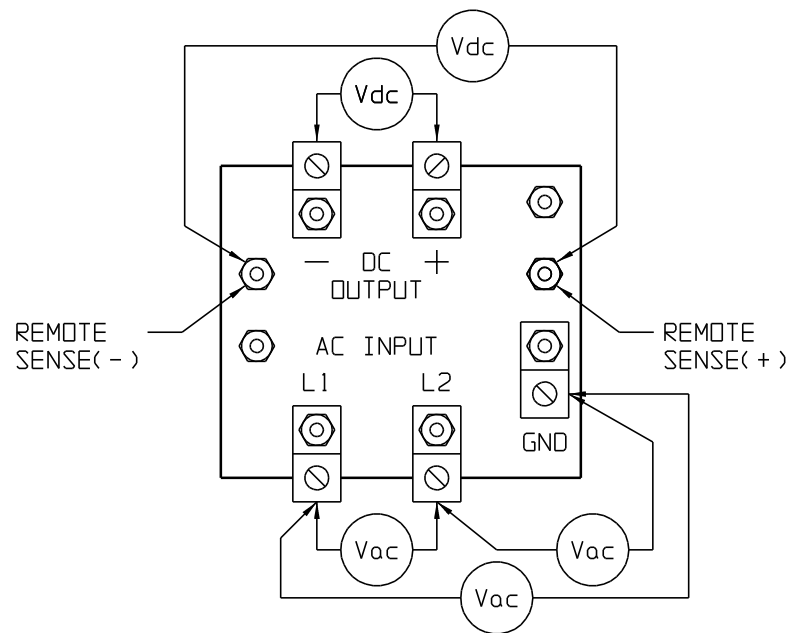 Vdc
Vdc
− DC +
OUTPUT
REMOTE
SENSE(-)
REMOTE
SENSE(+)
AC INPUT
L1 L2
GND
Vac
Vac
Vac